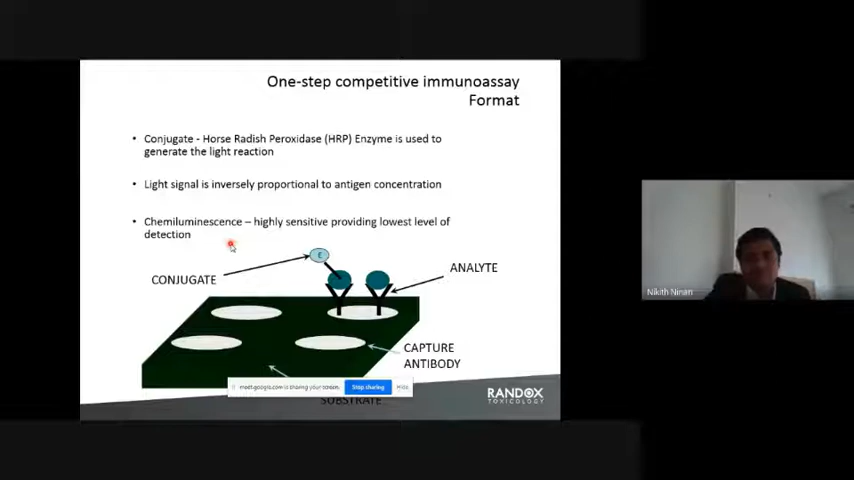 One-step competitive immunoassay
Format
• Conjugate - Horse Radish Peroxidase (HRP) Enzyme is used to
generate the light reaction
• Light signal is inversely proportional to antigen concentration
• Chemiluminescence – highly sensitive providing lowest level of
detection
E
CONJUGATE
ANALYTE
CAPTURE
ANTIBODY
meet.google.com is sharing your screen.
Stop sharing
Hide
SUBSTRATE
RANDOX
TOXICOLOGY
Nikith Ninan